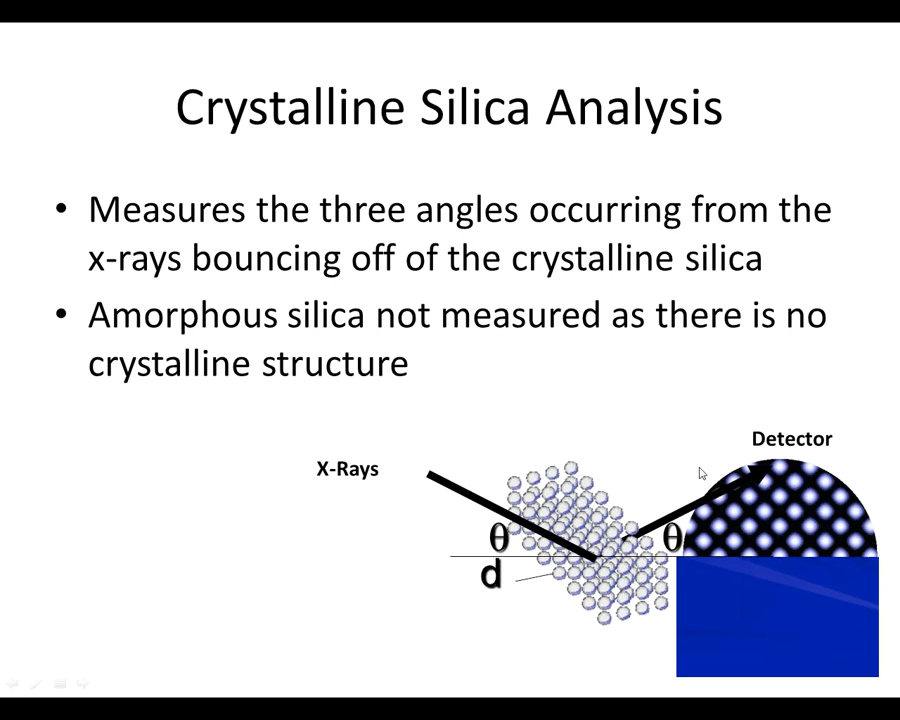 Crystalline Silica Analysis
• Measures the three angles occurring from the
x-rays bouncing off of the crystalline silica
• Amorphous silica not measured as there is no
crystalline structure
Detector
X-Rays
θ
θ
d